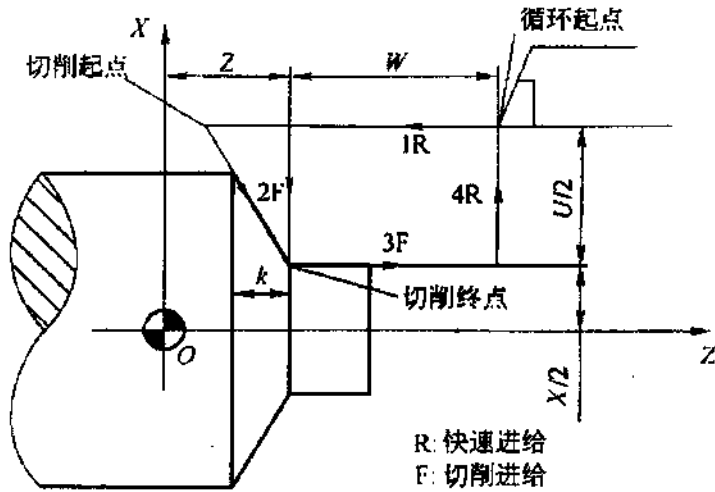 X
循环起点
切削起点
Z
W
1R
2F
4R
U/2
3F
k
切削终点
O
Z
X/2
R: 快速进给
F: 切削进给